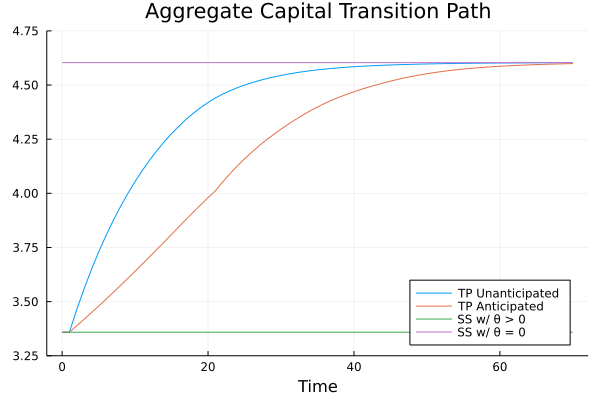 Aggregate Capital Transition Path
4.75
4.50
4.25
4.00
3.75
3.50
3.25
TP Unanticipated
TP Anticipated
SS w/ θ > 0
SS w/ θ = 0
0
20
40
60
Time